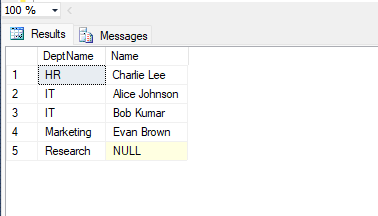 100 %
Results Messages
DeptName Name
1 HR Charlie Lee
2 IT Alice Johnson
3 IT Bob Kumar
4 Marketing Evan Brown
5 Research NULL